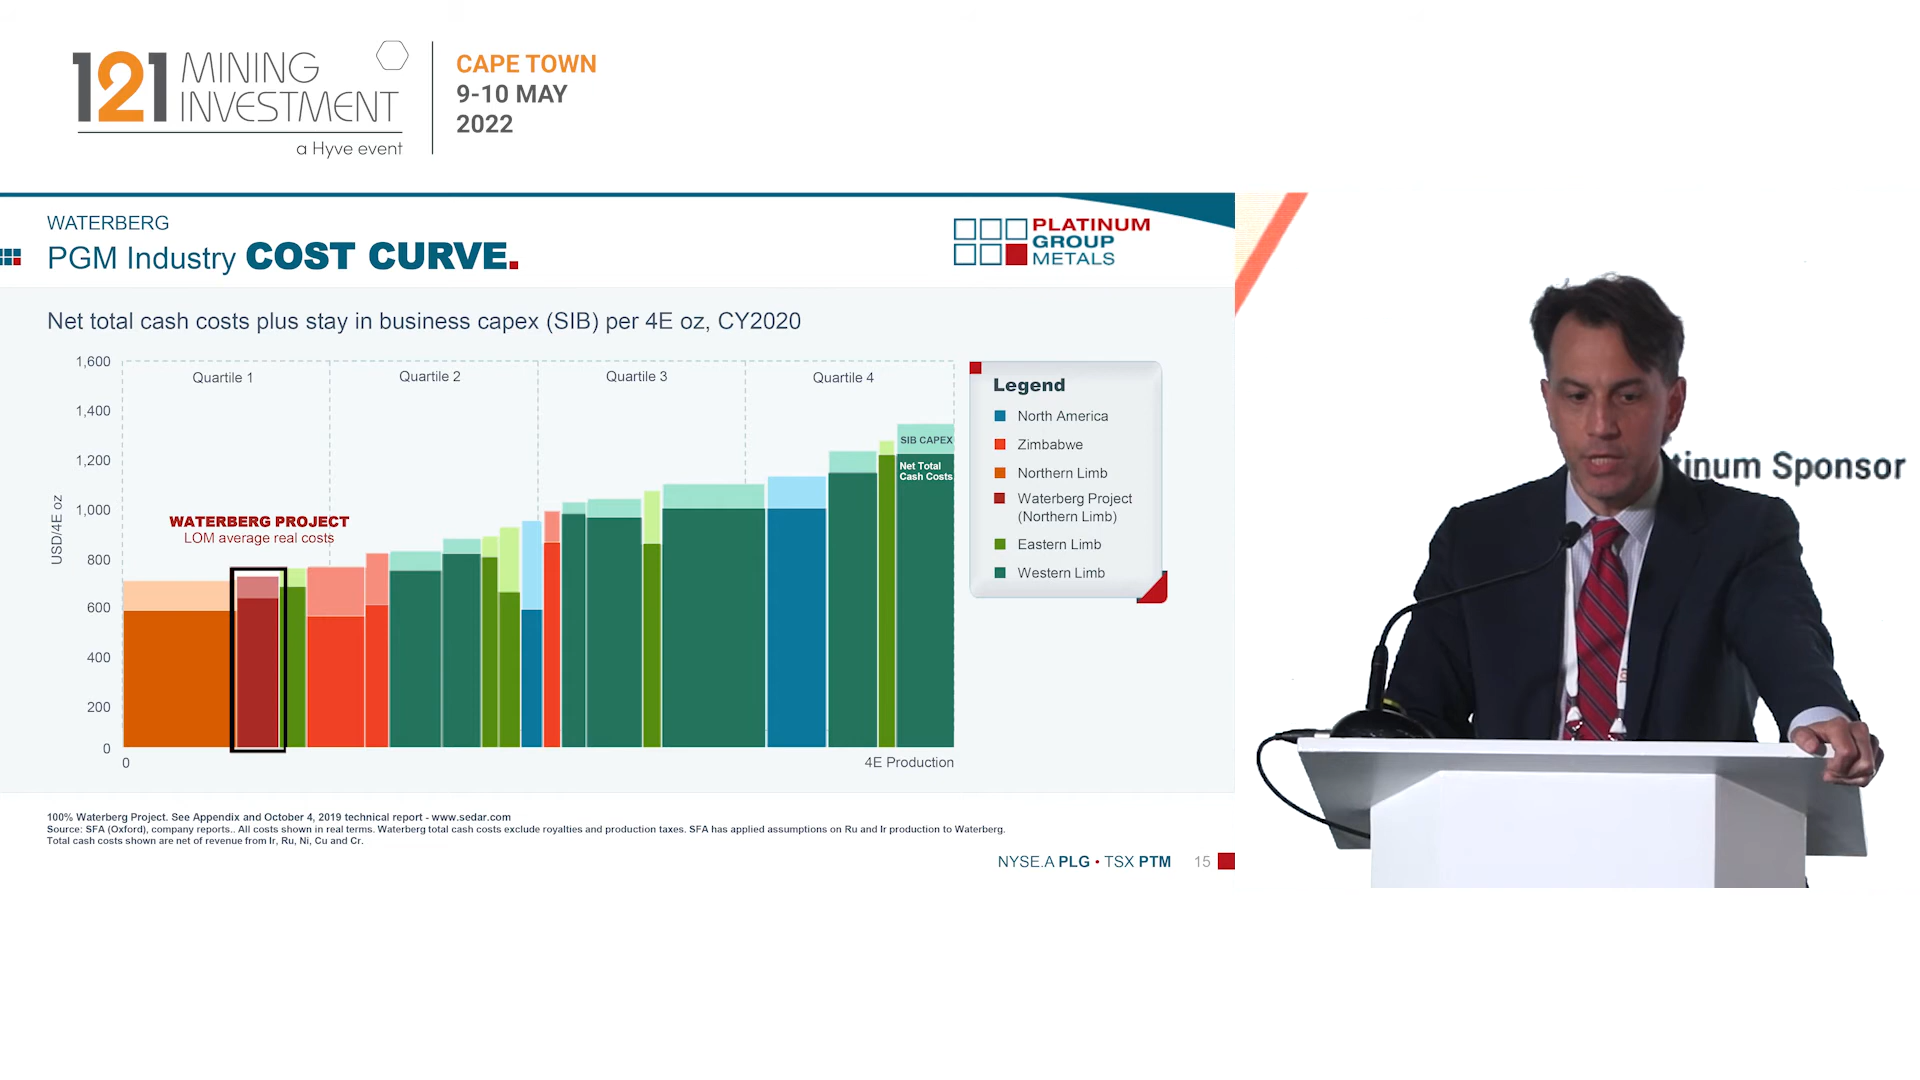 121 MINING
INVESTMENT
a Hyve event
CAPE TOWN
9-10 MAY
2022
WATERBERG
PGM Industry COST CURVE.
PLATINUM
GROUP
METALS
Net total cash costs plus stay in business capex (SIB) per 4E oz, CY2020
USD/4E oz
1,600
1,400
1,200
1,000
800
600
400
200
0
Quartile 1
Quartile 2
Quartile 3
Quartile 4
WATERBERG PROJECT
LOM average real costs
SIB CAPEX
Net Total
Cash Costs
0
4E Production
Legend
North America
Zimbabwe
Northern Limb
Waterberg Project
(Northern Limb)
Eastern Limb
Western Limb
100% Waterberg Project. See Appendix and October 4, 2019 technical report - www.sedar.com
Source: SFA (Oxford), company reports.. All costs shown in real terms. Waterberg total cash costs exclude royalties and production taxes. SFA has applied assumptions on Ru and Ir production to Waterberg.
Total cash costs shown are net of revenue from Ir, Ru, Ni, Cu and Cr.
NYSE.A PLG • TSX PTM 15
tinum Sponsor